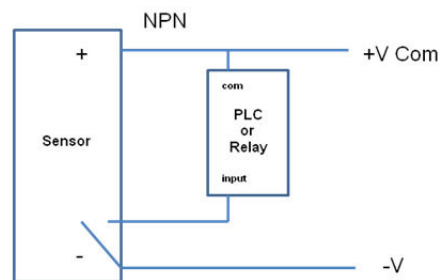 NPN
+
+V Com
com
PLC
or
Relay
Sensor
input
-
-V